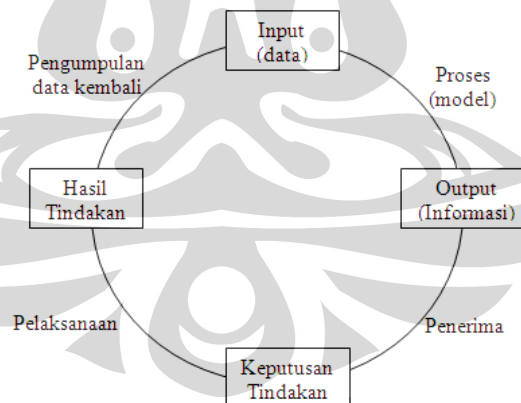 Input
(data)
Pengumpulan
data kembali
Proses
(model)
Hasil
Tindakan
Output
(Informasi)
Pelaksanaan
Penerima
Keputusan
Tindakan